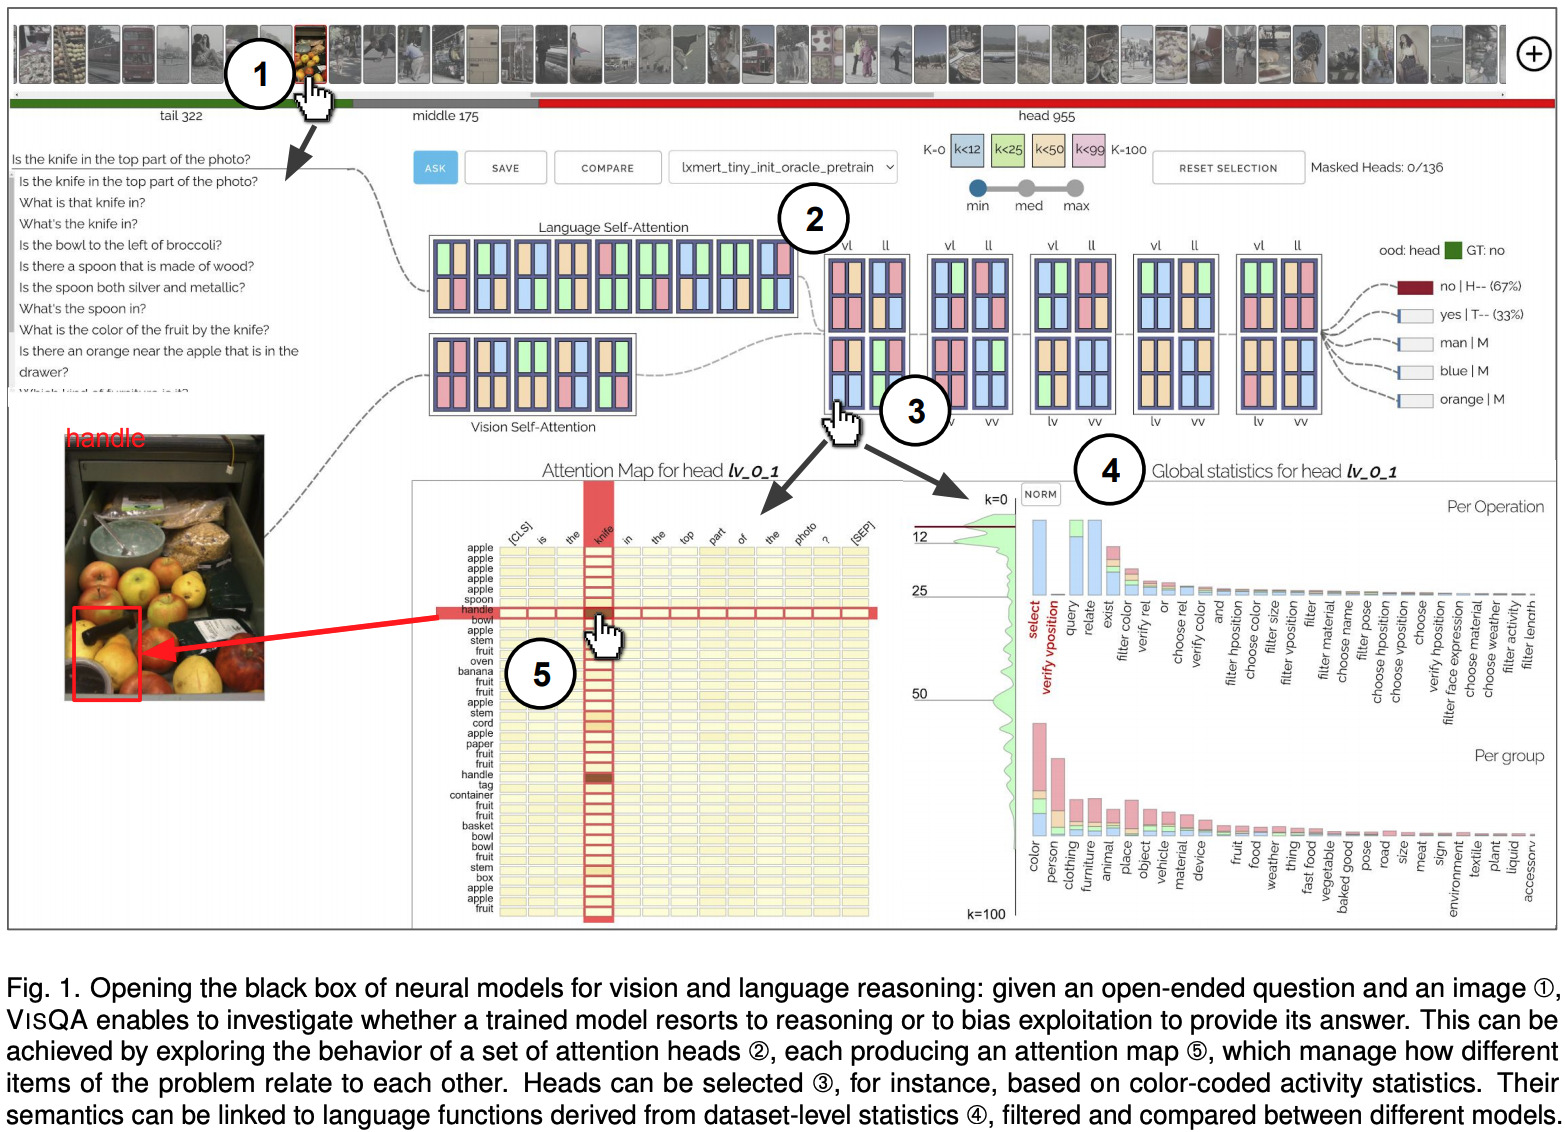 1
tail 322
middle 175
head 955
Is the knife in the top part of the photo?
Is the knife in the top part of the photo?
What is that knife in?
What's the knife in?
Is the bowl to the left of broccoli?
Is there a spoon that is made of wood?
Is the spoon both silver and metallic?
What's the spoon in?
What is the color of the fruit by the knife?
Is there an orange near the apple that is in the
drawer?
ASK
SAVE
COMPARE
lxmert_tiny_init_oracle_pretrain
K=0
k<12
k<25
k<50
k<99
K=100
min
med
max
RESET SELECTION
Masked Heads: 0/136
Language Self-Attention
Vision Self-Attention
2
vl ll vl ll vl ll vl ll vl ll
3
vv lv vv lv vv lv vv
ood: head GT: no
no | H-- (67%)
yes | T-- (33%)
man | M
blue | M
orange | M
handle
Attention Map for head lv_0_1
[CLS] is the knife in the top part of the photo ? [SEP]
apple
apple
apple
apple
apple
spoon
handle
bowl
apple
stem
fruit
oven
banana
fruit
fruit
apple
stem
cord
apple
paper
fruit
fruit
handle
tag
container
fruit
fruit
basket
bowl
bowl
fruit
stem
box
apple
apple
fruit
5
4
Global statistics for head lv_0_1
NORM
k=0
12
25
50
k=100
Per Operation
select
verify vposition
query
relate
exist
filter color
verify rel
or
choose rel
verify color
and
filter hposition
choose color
filter size
filter vposition
filter
filter material
choose name
filter pose
choose hposition
choose vposition
choose
verify hposition
filter face expression
choose material
choose weather
filter activity
filter length
Per group
color
person
clothing
furniture
animal
place
object
vehicle
material
device
fruit
food
weather
thing
fast food
vegetable
baked good
pose
road
size
meat
sign
environment
textile
plant
liquid
accessory
Fig. 1. Opening the black box of neural models for vision and language reasoning: given an open-ended question and an image ①,
VISQA enables to investigate whether a trained model resorts to reasoning or to bias exploitation to provide its answer. This can be
achieved by exploring the behavior of a set of attention heads ②, each producing an attention map ⑤, which manage how different
items of the problem relate to each other. Heads can be selected ③, for instance, based on color-coded activity statistics. Their
semantics can be linked to language functions derived from dataset-level statistics ④, filtered and compared between different models.